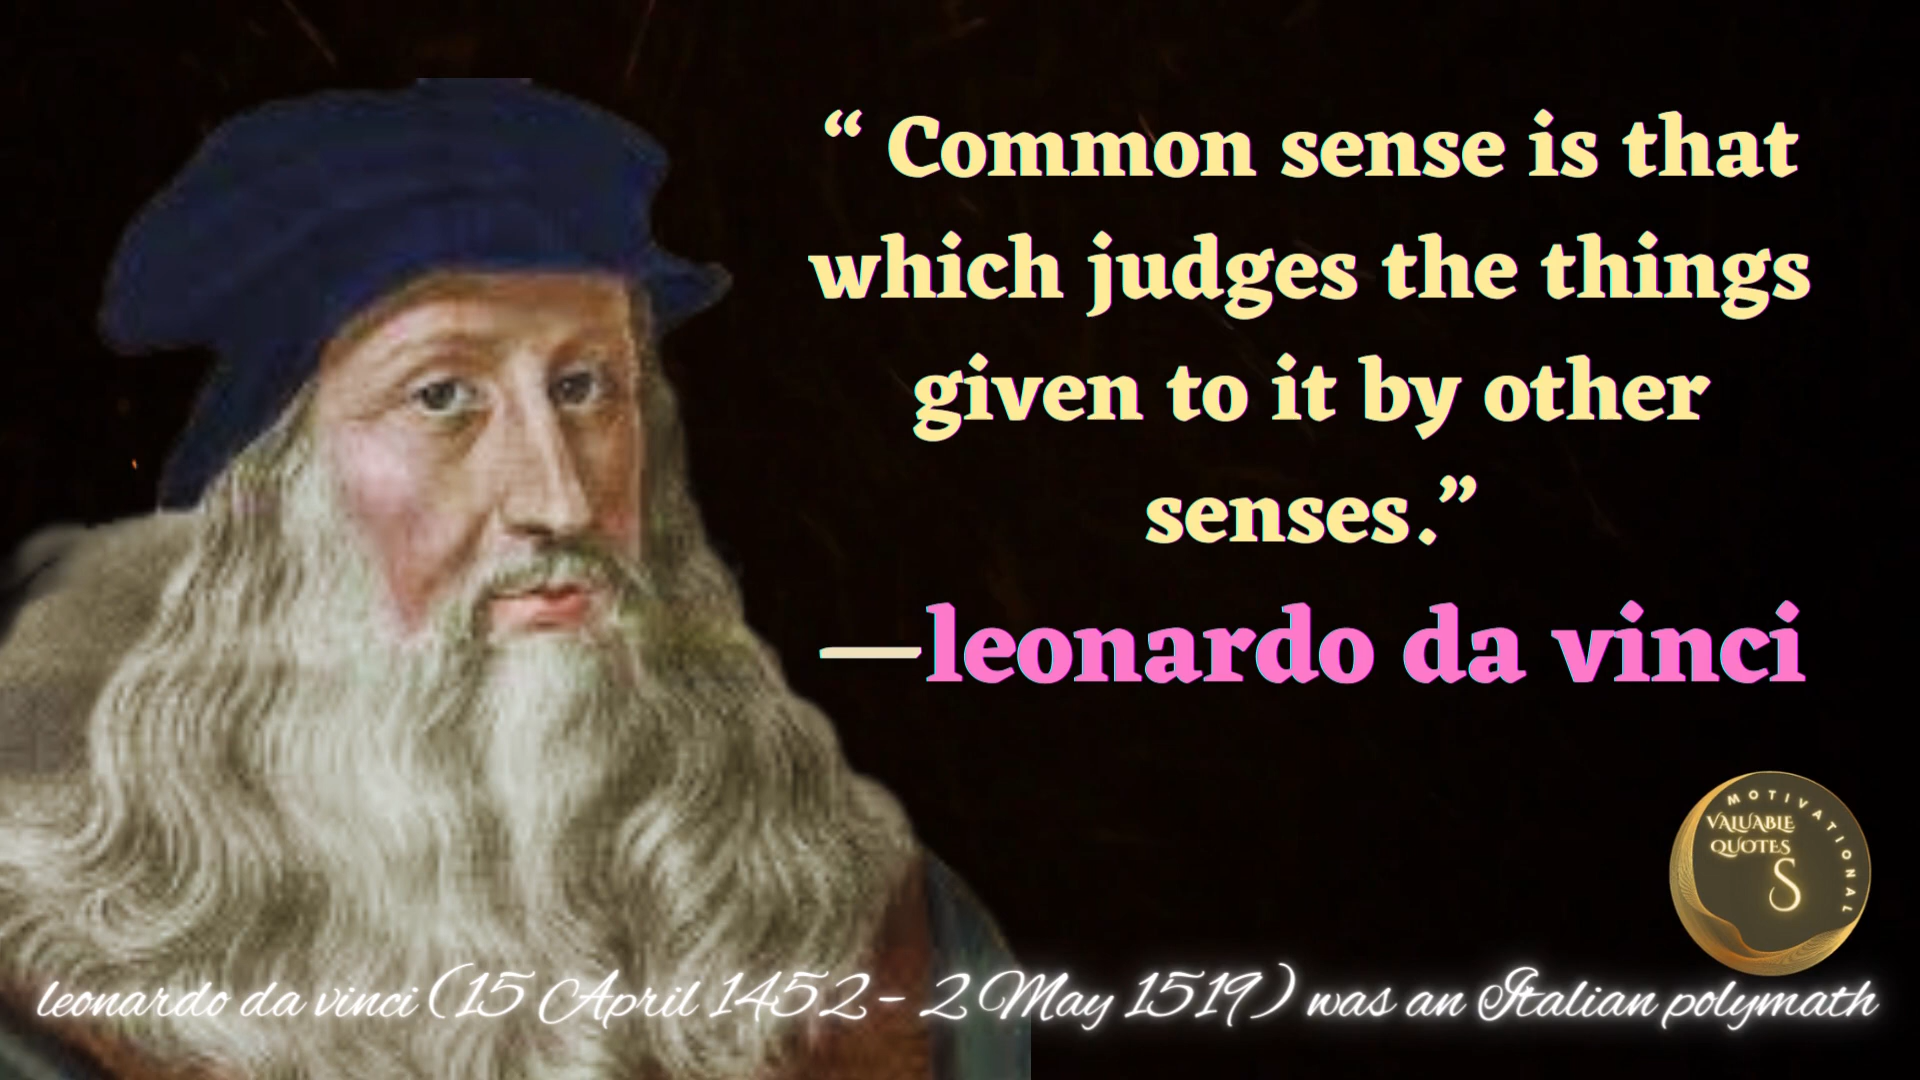 “ Common sense is that
which judges the things
given to it by other
senses.”
—leonardo da vinci
MOTIVATIONAL
VALUABLE
QUOTES
S
leonardo da vinci (15 April 1452 - 2 May 1519) was an Italian polymath